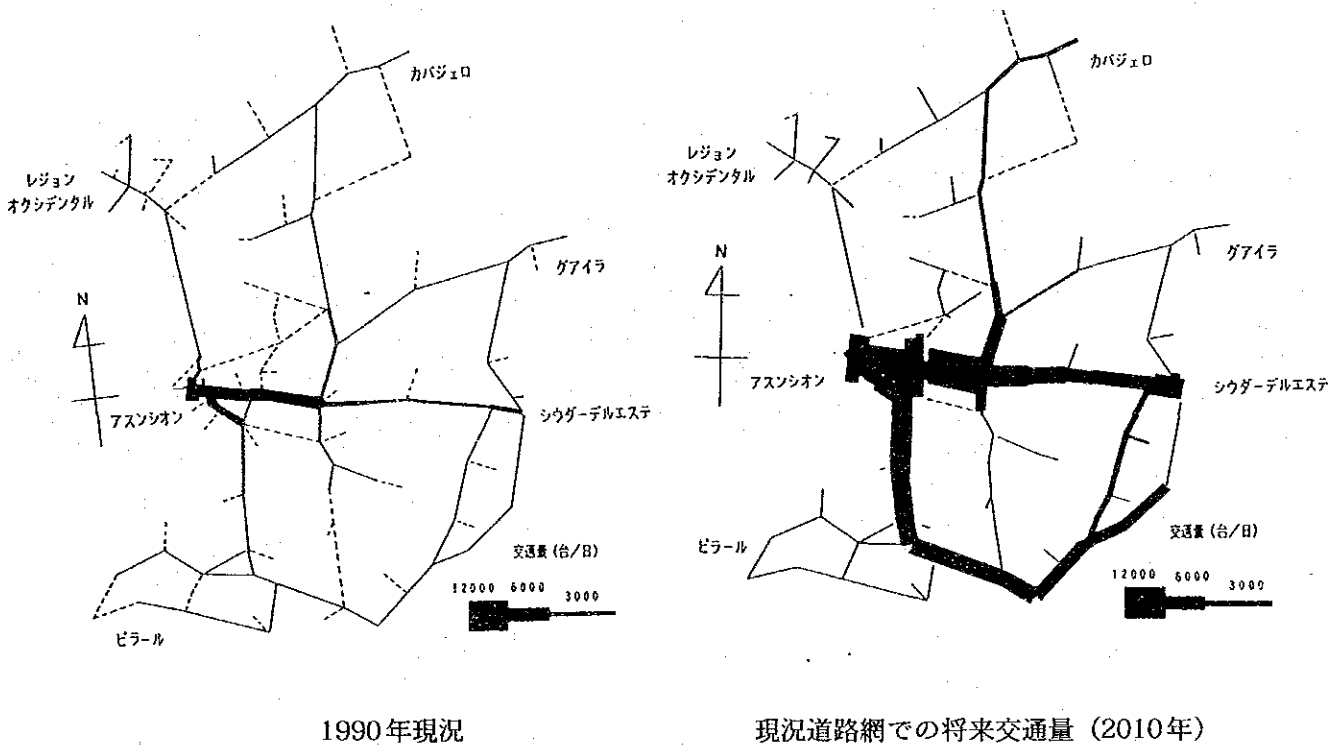 カバジェロ
レジョン
オクシデンタル
グアイラ
N
アスンシオン
シウダーデルエステ
ピラール
交通量(台/日)
12000 6000 3000
ピラール
1990年現況
カバジェロ
レジョン
オクシデンタル
グアイラ
N
アスンシオン
シウダーデルエステ
交通量(台/日)
12000 6000 3000
現況道路網での将来交通量(2010年)